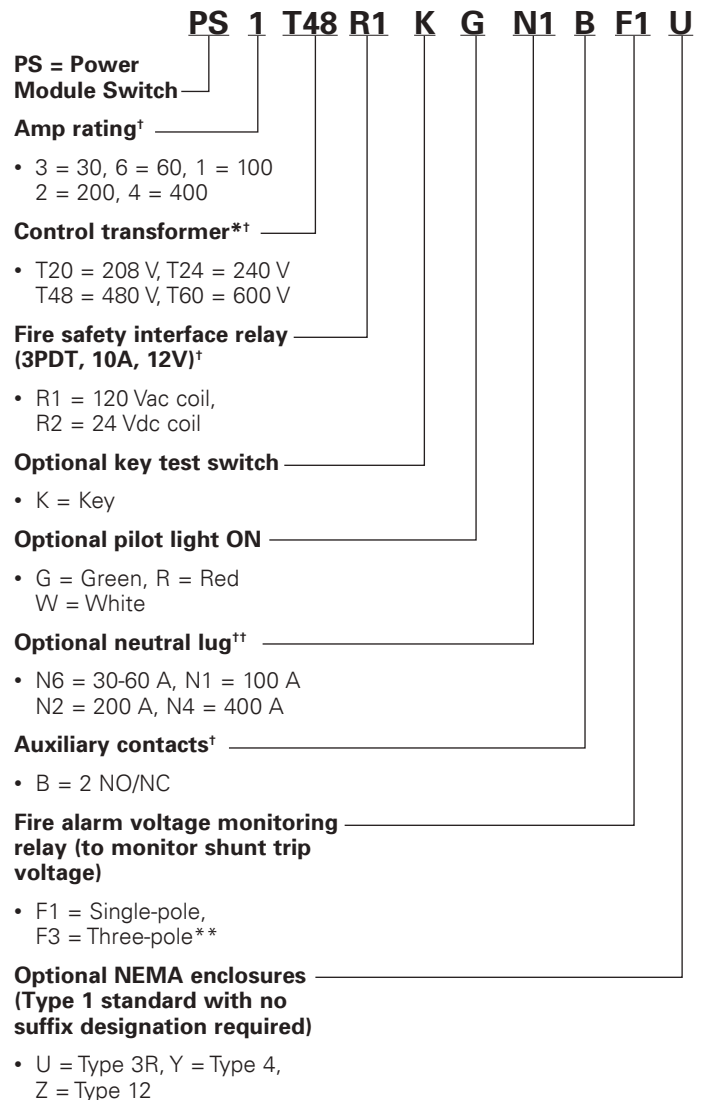 PS 1 T48 R1 K G N1 B F1 U
PS = Power
Module Switch
Amp rating†
• 3 = 30, 6 = 60, 1 = 100
2 = 200, 4 = 400
Control transformer*†
• T20 = 208 V, T24 = 240 V
T48 = 480 V, T60 = 600 V
Fire safety interface relay
(3PDT, 10A, 12V)†
• R1 = 120 Vac coil,
R2 = 24 Vdc coil
Optional key test switch
• K = Key
Optional pilot light ON
• G = Green, R = Red
W = White
Optional neutral lug††
• N6 = 30-60 A, N1 = 100 A
N2 = 200 A, N4 = 400 A
Auxiliary contacts†
• B = 2 NO/NC
Fire alarm voltage monitoring
relay (to monitor shunt trip
voltage)
• F1 = Single-pole,
F3 = Three-pole**
Optional NEMA enclosures
(Type 1 standard with no
suffix designation required)
• U = Type 3R, Y = Type 4,
Z = Type 12